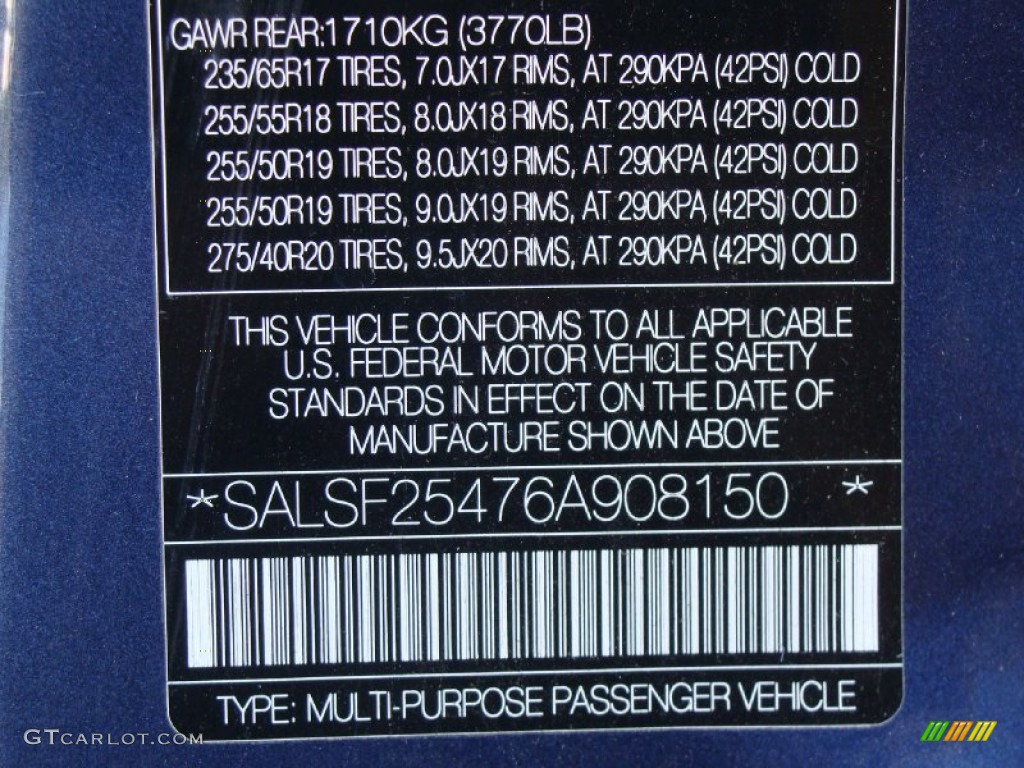 GAWR REAR:1710KG (3770LB)
235/65R17 TIRES, 7.0JX17 RIMS, AT 290KPA (42PSI) COLD
255/55R18 TIRES, 8.0JX18 RIMS, AT 290KPA (42PSI) COLD
255/50R19 TIRES, 8.0JX19 RIMS, AT 290KPA (42PSI) COLD
255/50R19 TIRES, 9.0JX19 RIMS, AT 290KPA (42PSI) COLD
275/40R20 TIRES, 9.5JX20 RIMS, AT 290KPA (42PSI) COLD
THIS VEHICLE CONFORMS TO ALL APPLICABLE
U.S. FEDERAL MOTOR VEHICLE SAFETY
STANDARDS IN EFFECT ON THE DATE OF
MANUFACTURE SHOWN ABOVE
*SALSF25476A908150 *
TYPE: MULTI-PURPOSE PASSENGER VEHICLE
GTCARLOT.COM